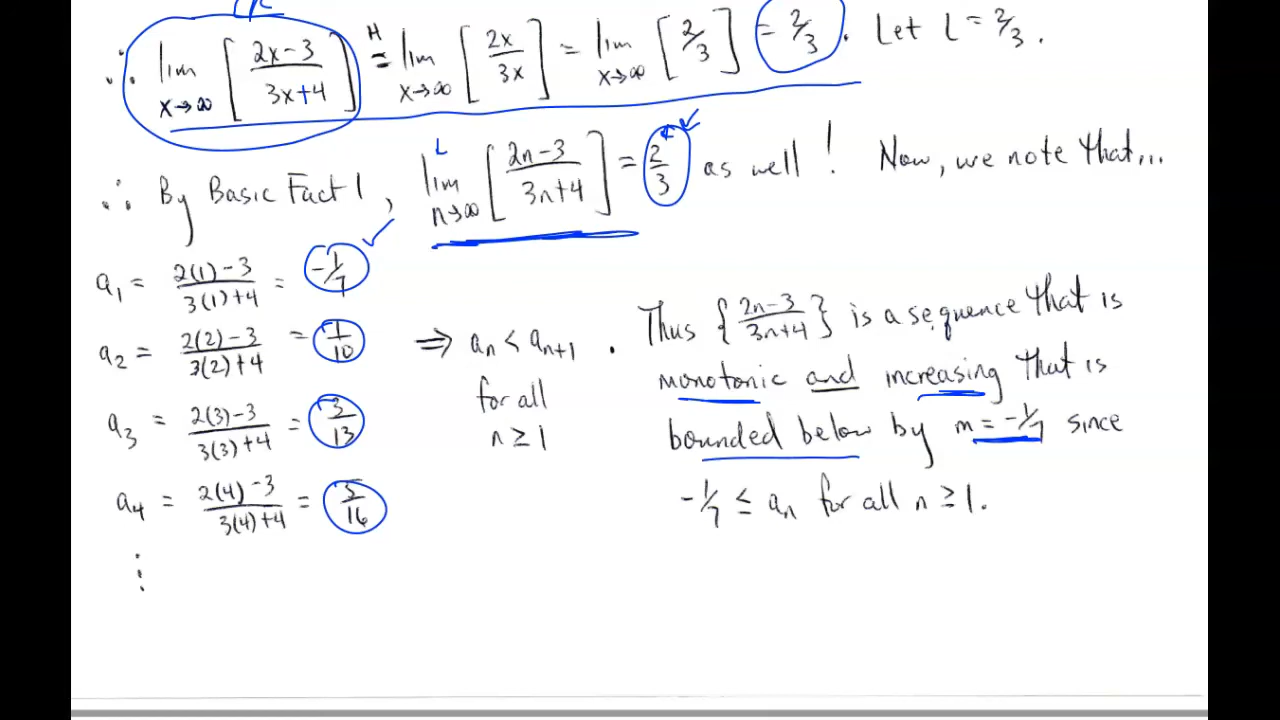 ∴ lim x→∞ [ (2x-3)/(3x+4) ] =ᴴ lim x→∞ [ 2x/3x ] = lim x→∞ [ 2/3 ] = 2/3 . Let L = 2/3 .
∴ By Basic Fact 1 , L lim n→∞ [ (2n-3)/(3n+4) ] = 2/3 as well ! Now, we note that...
a₁ = (2(1)-3)/(3(1)+4) = -1/7 ✓
a₂ = (2(2)-3)/(3(2)+4) = 1/10
a₃ = (2(3)-3)/(3(3)+4) = 3/13
a₄ = (2(4)-3)/(3(4)+4) = 5/16
⋮
⇒ aₙ < aₙ₊₁ .
for all
n ≥ 1
Thus { (2n-3)/(3n+4) } is a sequence that is
monotonic and increasing that is
bounded below by m = -1/7 since
-1/7 ≤ aₙ for all n ≥ 1.